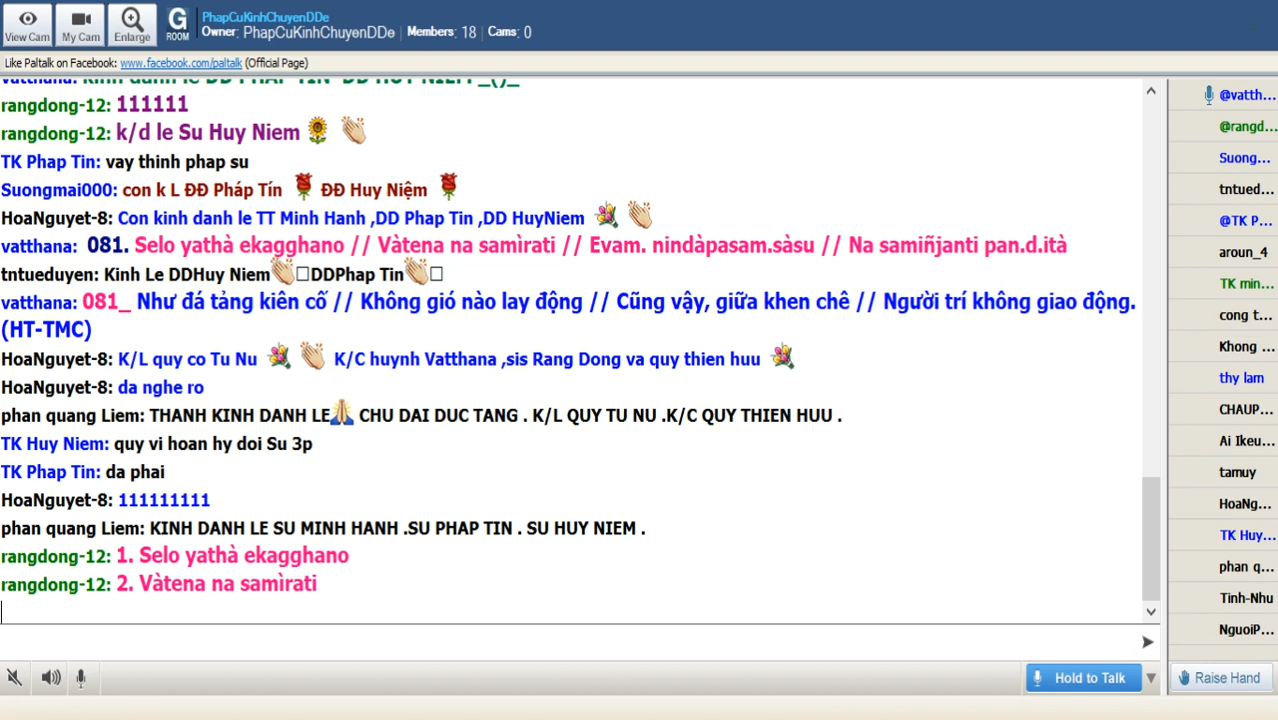 PhapCuKinhChuyenDDe
View Cam
My Cam
Enlarge
G ROOM
Owner: PhapCuKinhChuyenDDe Members: 18 Cams: 0
Like Paltalk on Facebook: www.facebook.com/paltalk (Official Page)
rangdong-12: 111111
rangdong-12: k/d le Su Huy Niem 🌻 👏
TK Phap Tin: vay thinh phap su
Suongmai000: con k L ĐĐ Pháp Tín 🌹 ĐĐ Huy Niệm 🌹
HoaNguyet-8: Con kinh danh le TT Minh Hanh ,DD Phap Tin ,DD HuyNiem 💐 👏
vatthana: 081. Selo yathà ekagghano // Vàtena na samìrati // Evam. nindàpasam.sàsu // Na samiñjanti pan.d.ità
tntueduyen: Kinh Le DDHuy Niem👏□DDPhap Tin👏□
vatthana: 081_ Như đá tảng kiên cố // Không gió nào lay động // Cũng vậy, giữa khen chê // Người trí không giao động.
(HT-TMC)
HoaNguyet-8: K/L quy co Tu Nu 💐 👏 K/C huynh Vatthana ,sis Rang Dong va quy thien huu 💐
HoaNguyet-8: da nghe ro
phan quang Liem: THANH KINH DANH LE🙏 CHU DAI DUC TANG . K/L QUY TU NU .K/C QUY THIEN HUU .
TK Huy Niem: quy vi hoan hy doi Su 3p
TK Phap Tin: da phai
HoaNguyet-8: 111111111
phan quang Liem: KINH DANH LE SU MINH HANH .SU PHAP TIN . SU HUY NIEM .
rangdong-12: 1. Selo yathà ekagghano
rangdong-12: 2. Vàtena na samìrati
@vatth...
@rangd...
Suong...
tntued...
@TK P...
aroun_4
TK min...
cong t...
Khong ...
thy lam
CHAUP...
Ai Ikeu...
tamuy
HoaNg...
TK Huy...
phan q...
Tinh-Nhu
NguoiP...
Hold to Talk
Raise Hand